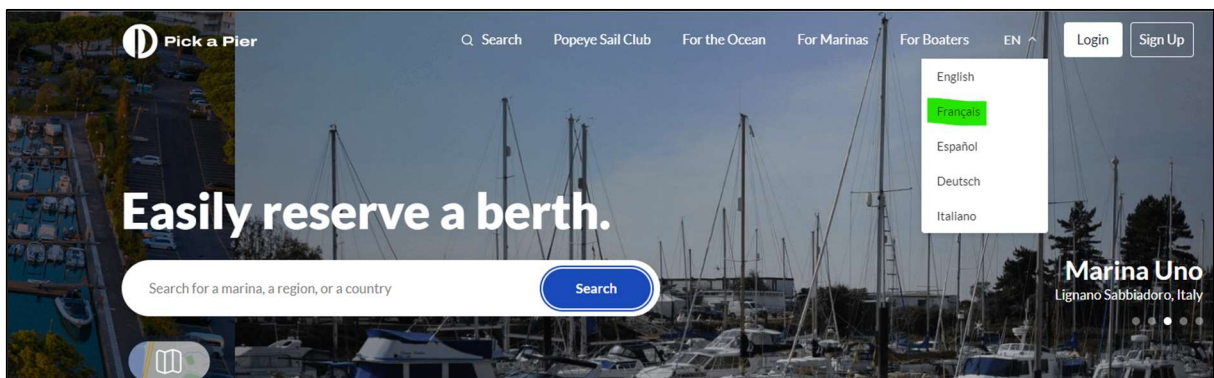 Pick a Pier
Search Popeye Sail Club For the Ocean For Marinas For Boaters EN Login Sign Up
English
Français
Español
Deutsch
Italiano
Easily reserve a berth.
Search for a marina, a region, or a country Search
Marina Uno
Lignano Sabbiadoro, Italy